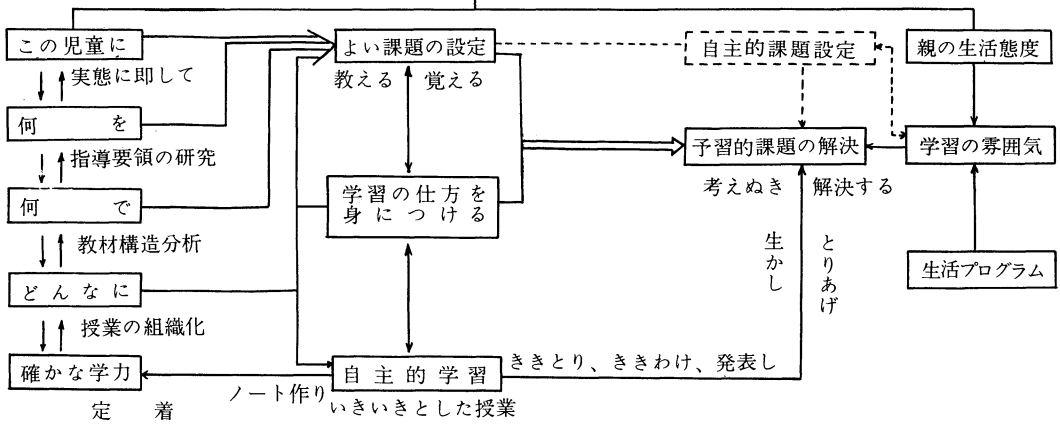 この児童に
実態に即して
何を
指導要領の研究
何で
教材構造分析
どんなに
授業の組織化
確かな学力
定着
よい課題の設定
教える 覚える
学習の仕方を
身につける
自主的学習
ノート作り
いきいきとした授業
ききとり、ききわけ、発表し
自主的課題設定
予習的課題の解決
考えぬき 解決する
生かし
とりあげ
親の生活態度
学習の雰囲気
生活プログラム